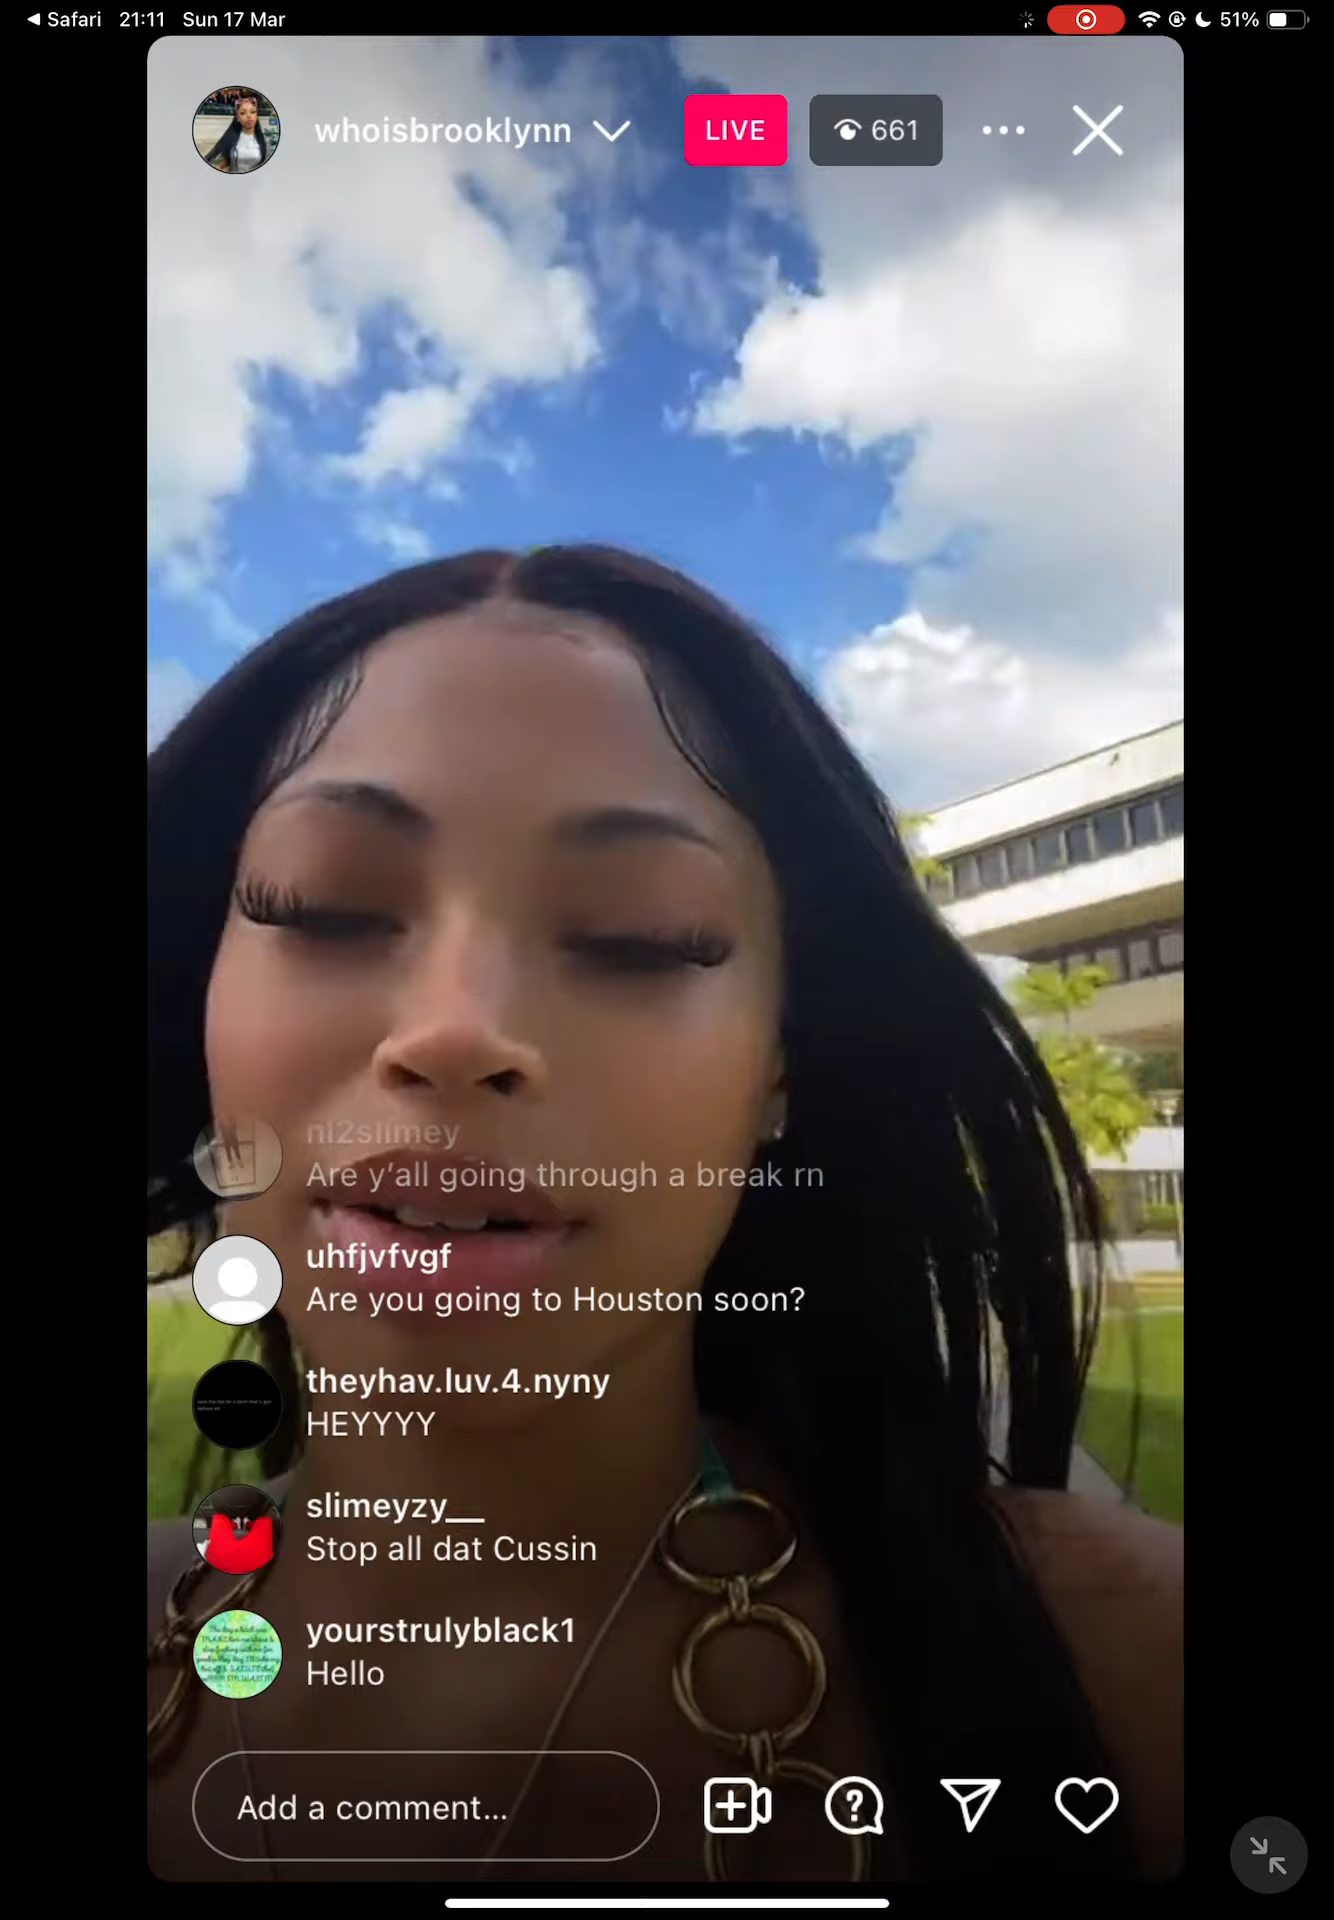 Safari 21:11 Sun 17 Mar 51%
whoisbrooklynn LIVE 661
nl2slimey
Are y'all going through a break rn
uhfjvfvgf
Are you going to Houston soon?
theyhav.luv.4.nyny
HEYYYY
slimeyzy__
Stop all dat Cussin
yourstrulyblack1
Hello
Add a comment...